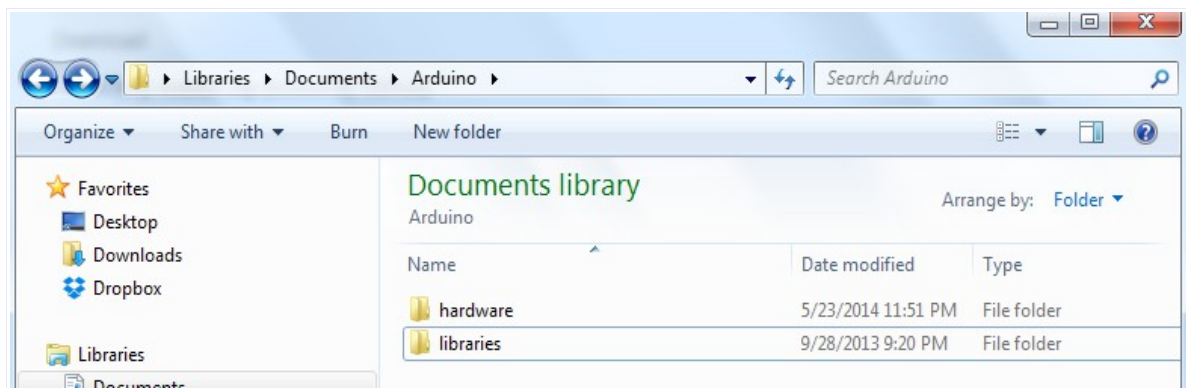 Libraries Documents Arduino Search Arduino
Organize Share with Burn New folder
Favorites
Desktop
Downloads
Dropbox
Libraries
Documents
Documents library
Arduino
Arrange by: Folder
Name Date modified Type
hardware 5/23/2014 11:51 PM File folder
libraries 9/28/2013 9:20 PM File folder